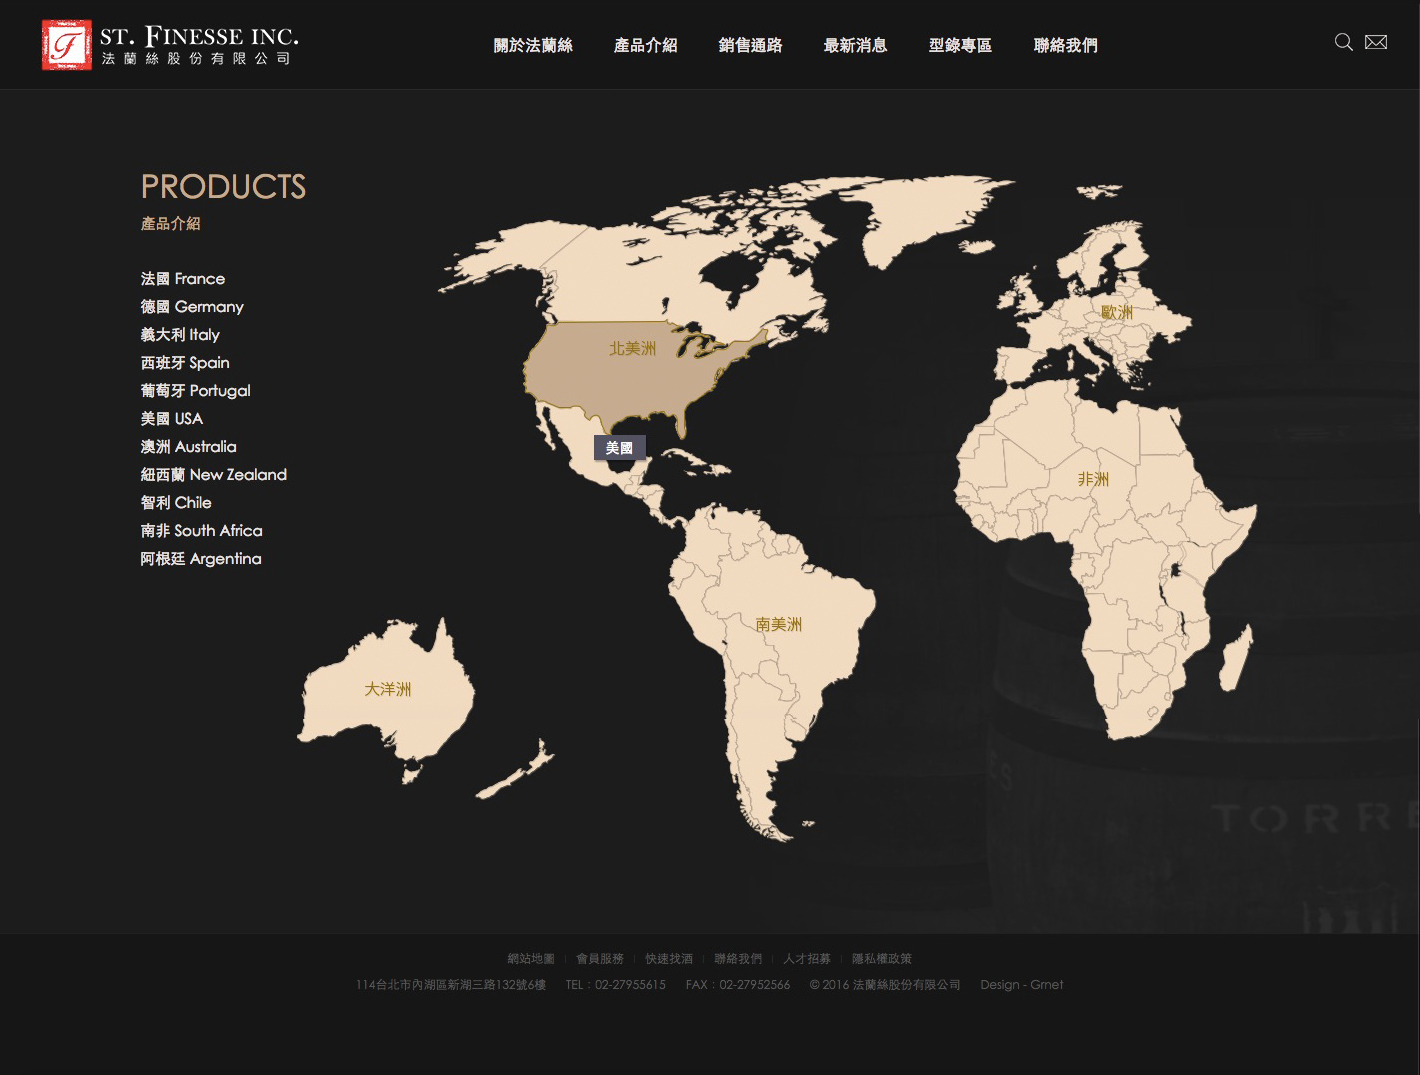 ST. FINESSE INC.
法蘭絲股份有限公司
關於法蘭絲 產品介紹 銷售通路 最新消息 型錄專區 聯絡我們
PRODUCTS
產品介紹
法國 France
德國 Germany
義大利 Italy
西班牙 Spain
葡萄牙 Portugal
美國 USA
澳洲 Australia
紐西蘭 New Zealand
智利 Chile
南非 South Africa
阿根廷 Argentina
歐洲
北美洲
美國
非洲
南美洲
大洋洲
ES
TORR
網站地圖 | 會員服務 | 快速找酒 | 聯絡我們 | 人才招募 | 隱私權政策
114台北市內湖區新湖三路132號6樓 TEL：02-27955615 FAX：02-27952566 © 2016 法蘭絲股份有限公司 Design - Grnet